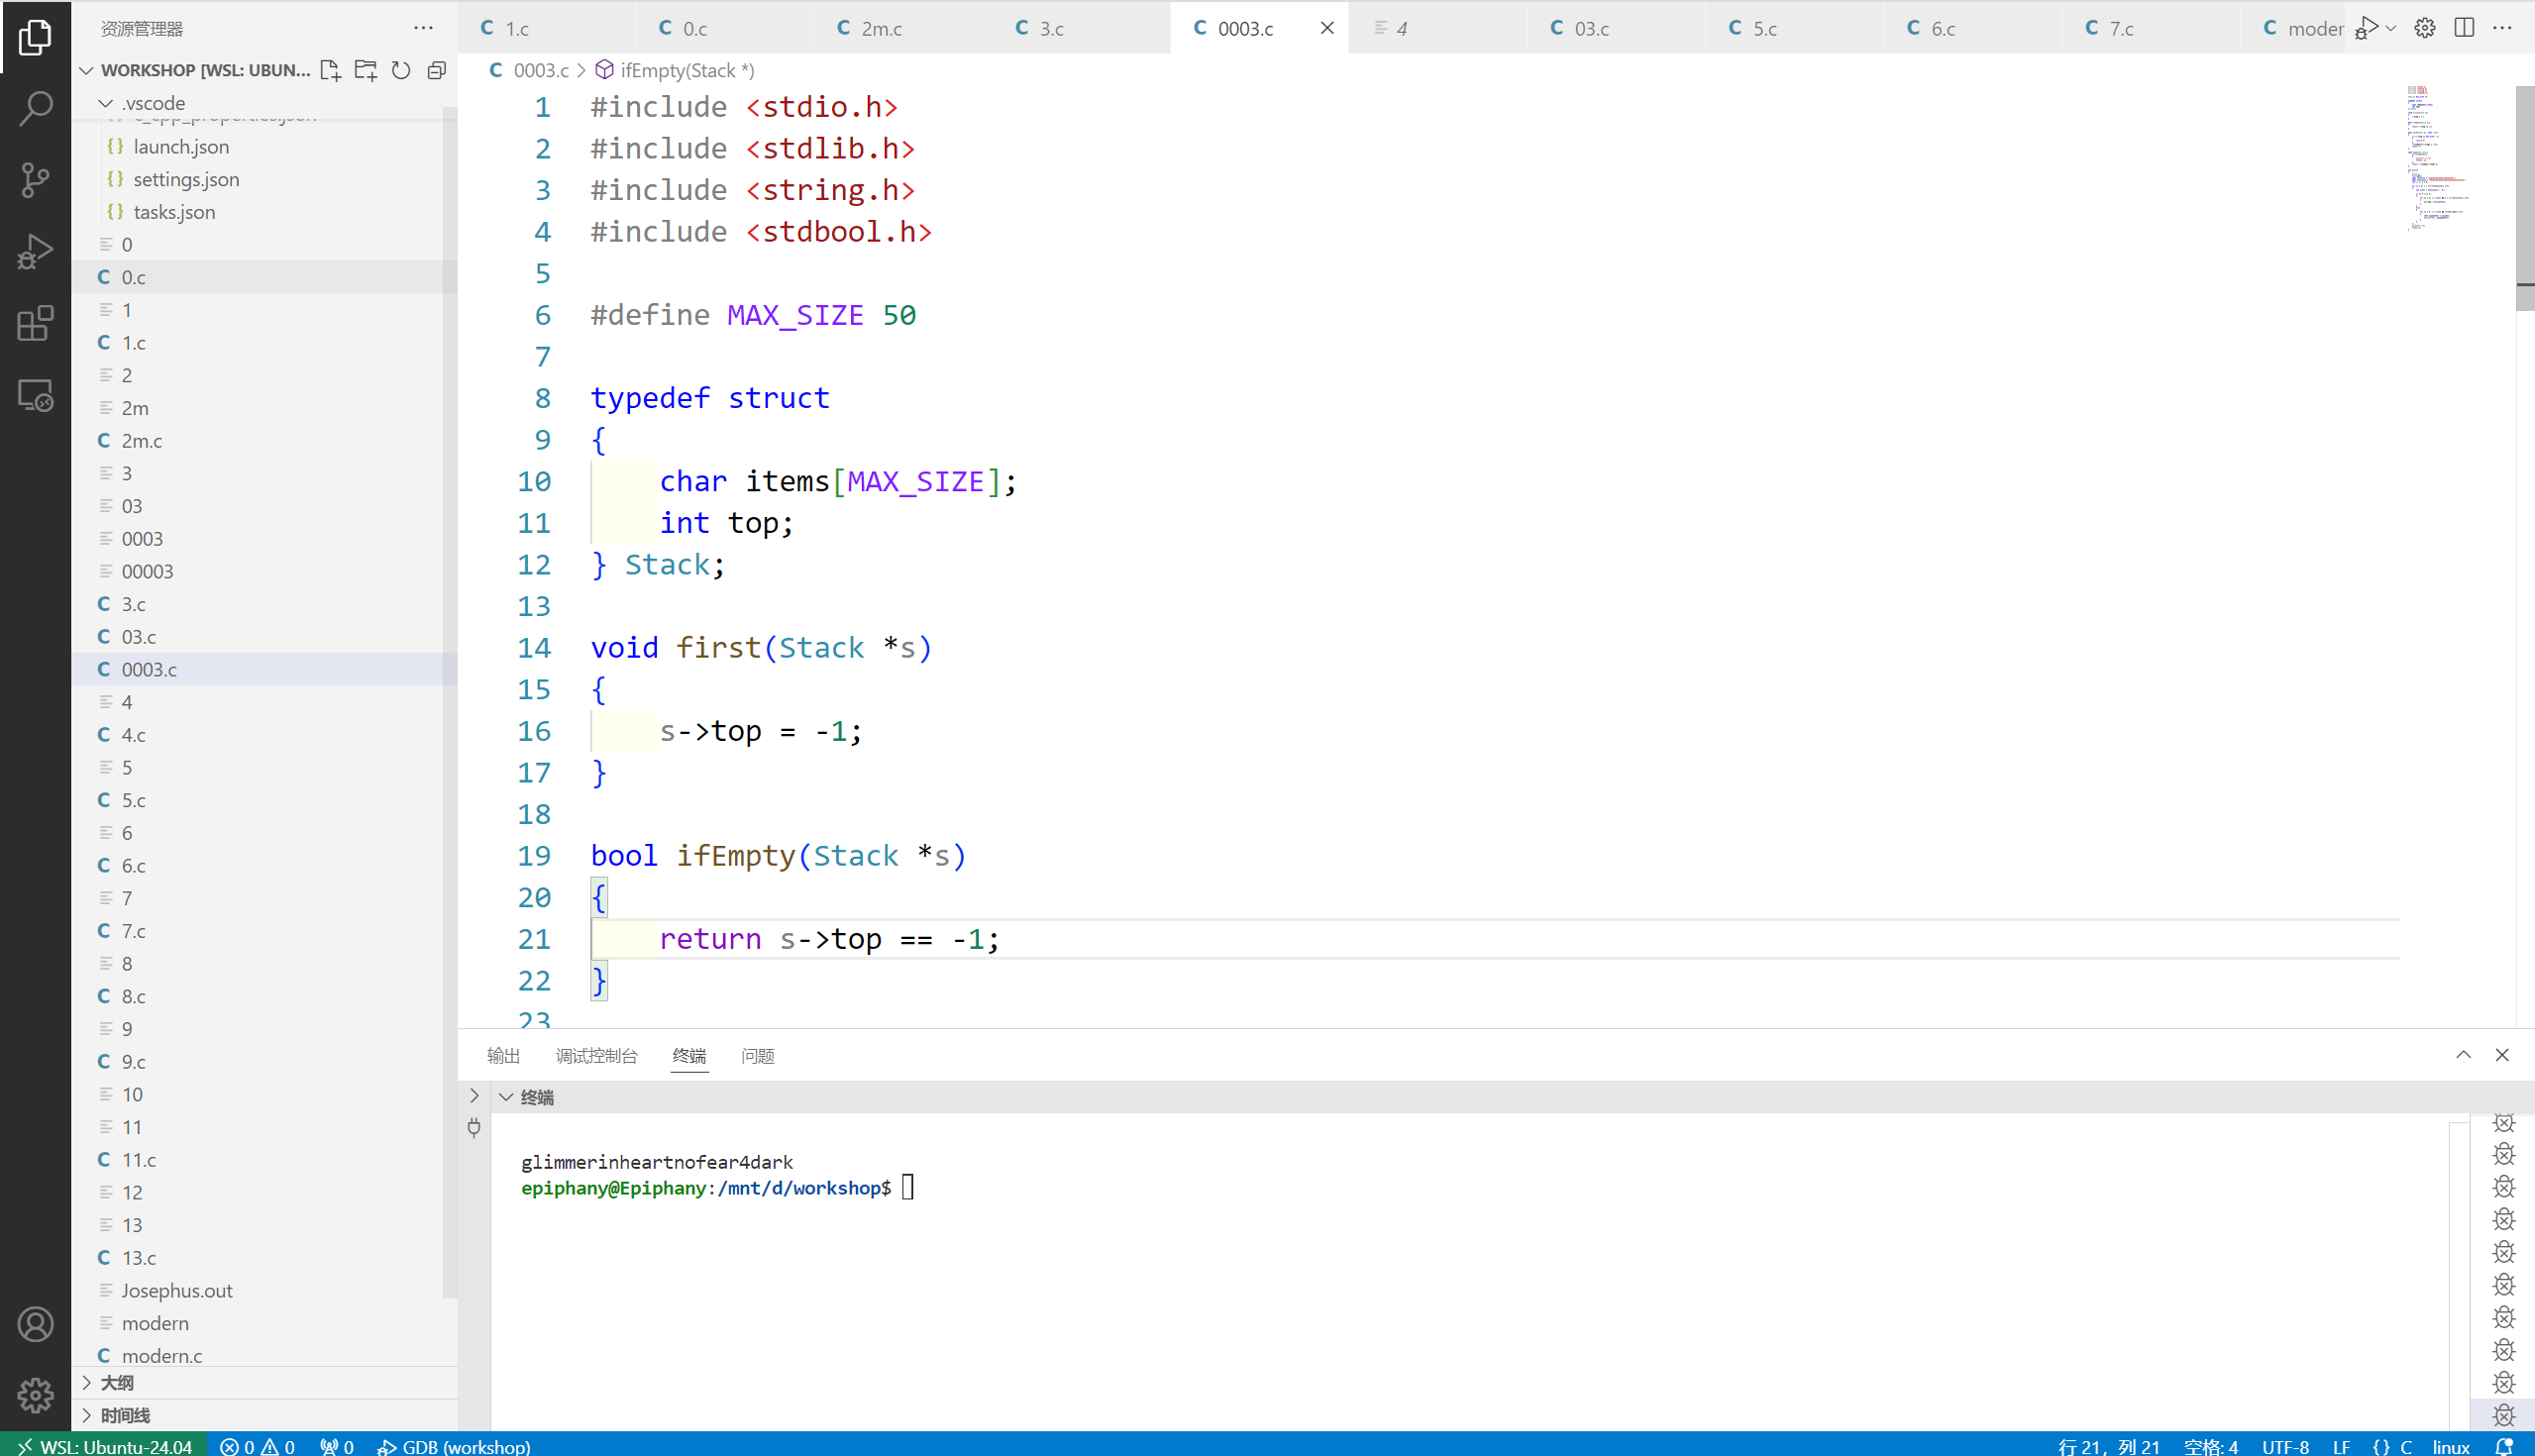 资源管理器
WORKSHOP [WSL: UBUN...
.vscode
c_cpp_properties.json
launch.json
settings.json
tasks.json
0
0.c
1
1.c
2
2m
2m.c
3
03
0003
00003
3.c
03.c
0003.c
4
4.c
5
5.c
6
6.c
7
7.c
8
8.c
9
9.c
10
11
11.c
12
13
13.c
Josephus.out
modern
modern.c
大纲
时间线
1.c 0.c 2m.c 3.c 0003.c 4 03.c 5.c 6.c 7.c moder
0003.c > ifEmpty(Stack *)
1 #include <stdio.h>
2 #include <stdlib.h>
3 #include <string.h>
4 #include <stdbool.h>
5
6 #define MAX_SIZE 50
7
8 typedef struct
9 {
10 char items[MAX_SIZE];
11 int top;
12 } Stack;
13
14 void first(Stack *s)
15 {
16 s->top = -1;
17 }
18
19 bool ifEmpty(Stack *s)
20 {
21 return s->top == -1;
22 }
23
输出 调试控制台 终端 问题
终端
glimmerinheartnofear4dark
epiphany@Epiphany:/mnt/d/workshop$
WSL: Ubuntu-24.04 0 0 0 GDB (workshop) 行 21，列 21 空格: 4 UTF-8 LF {} C linux